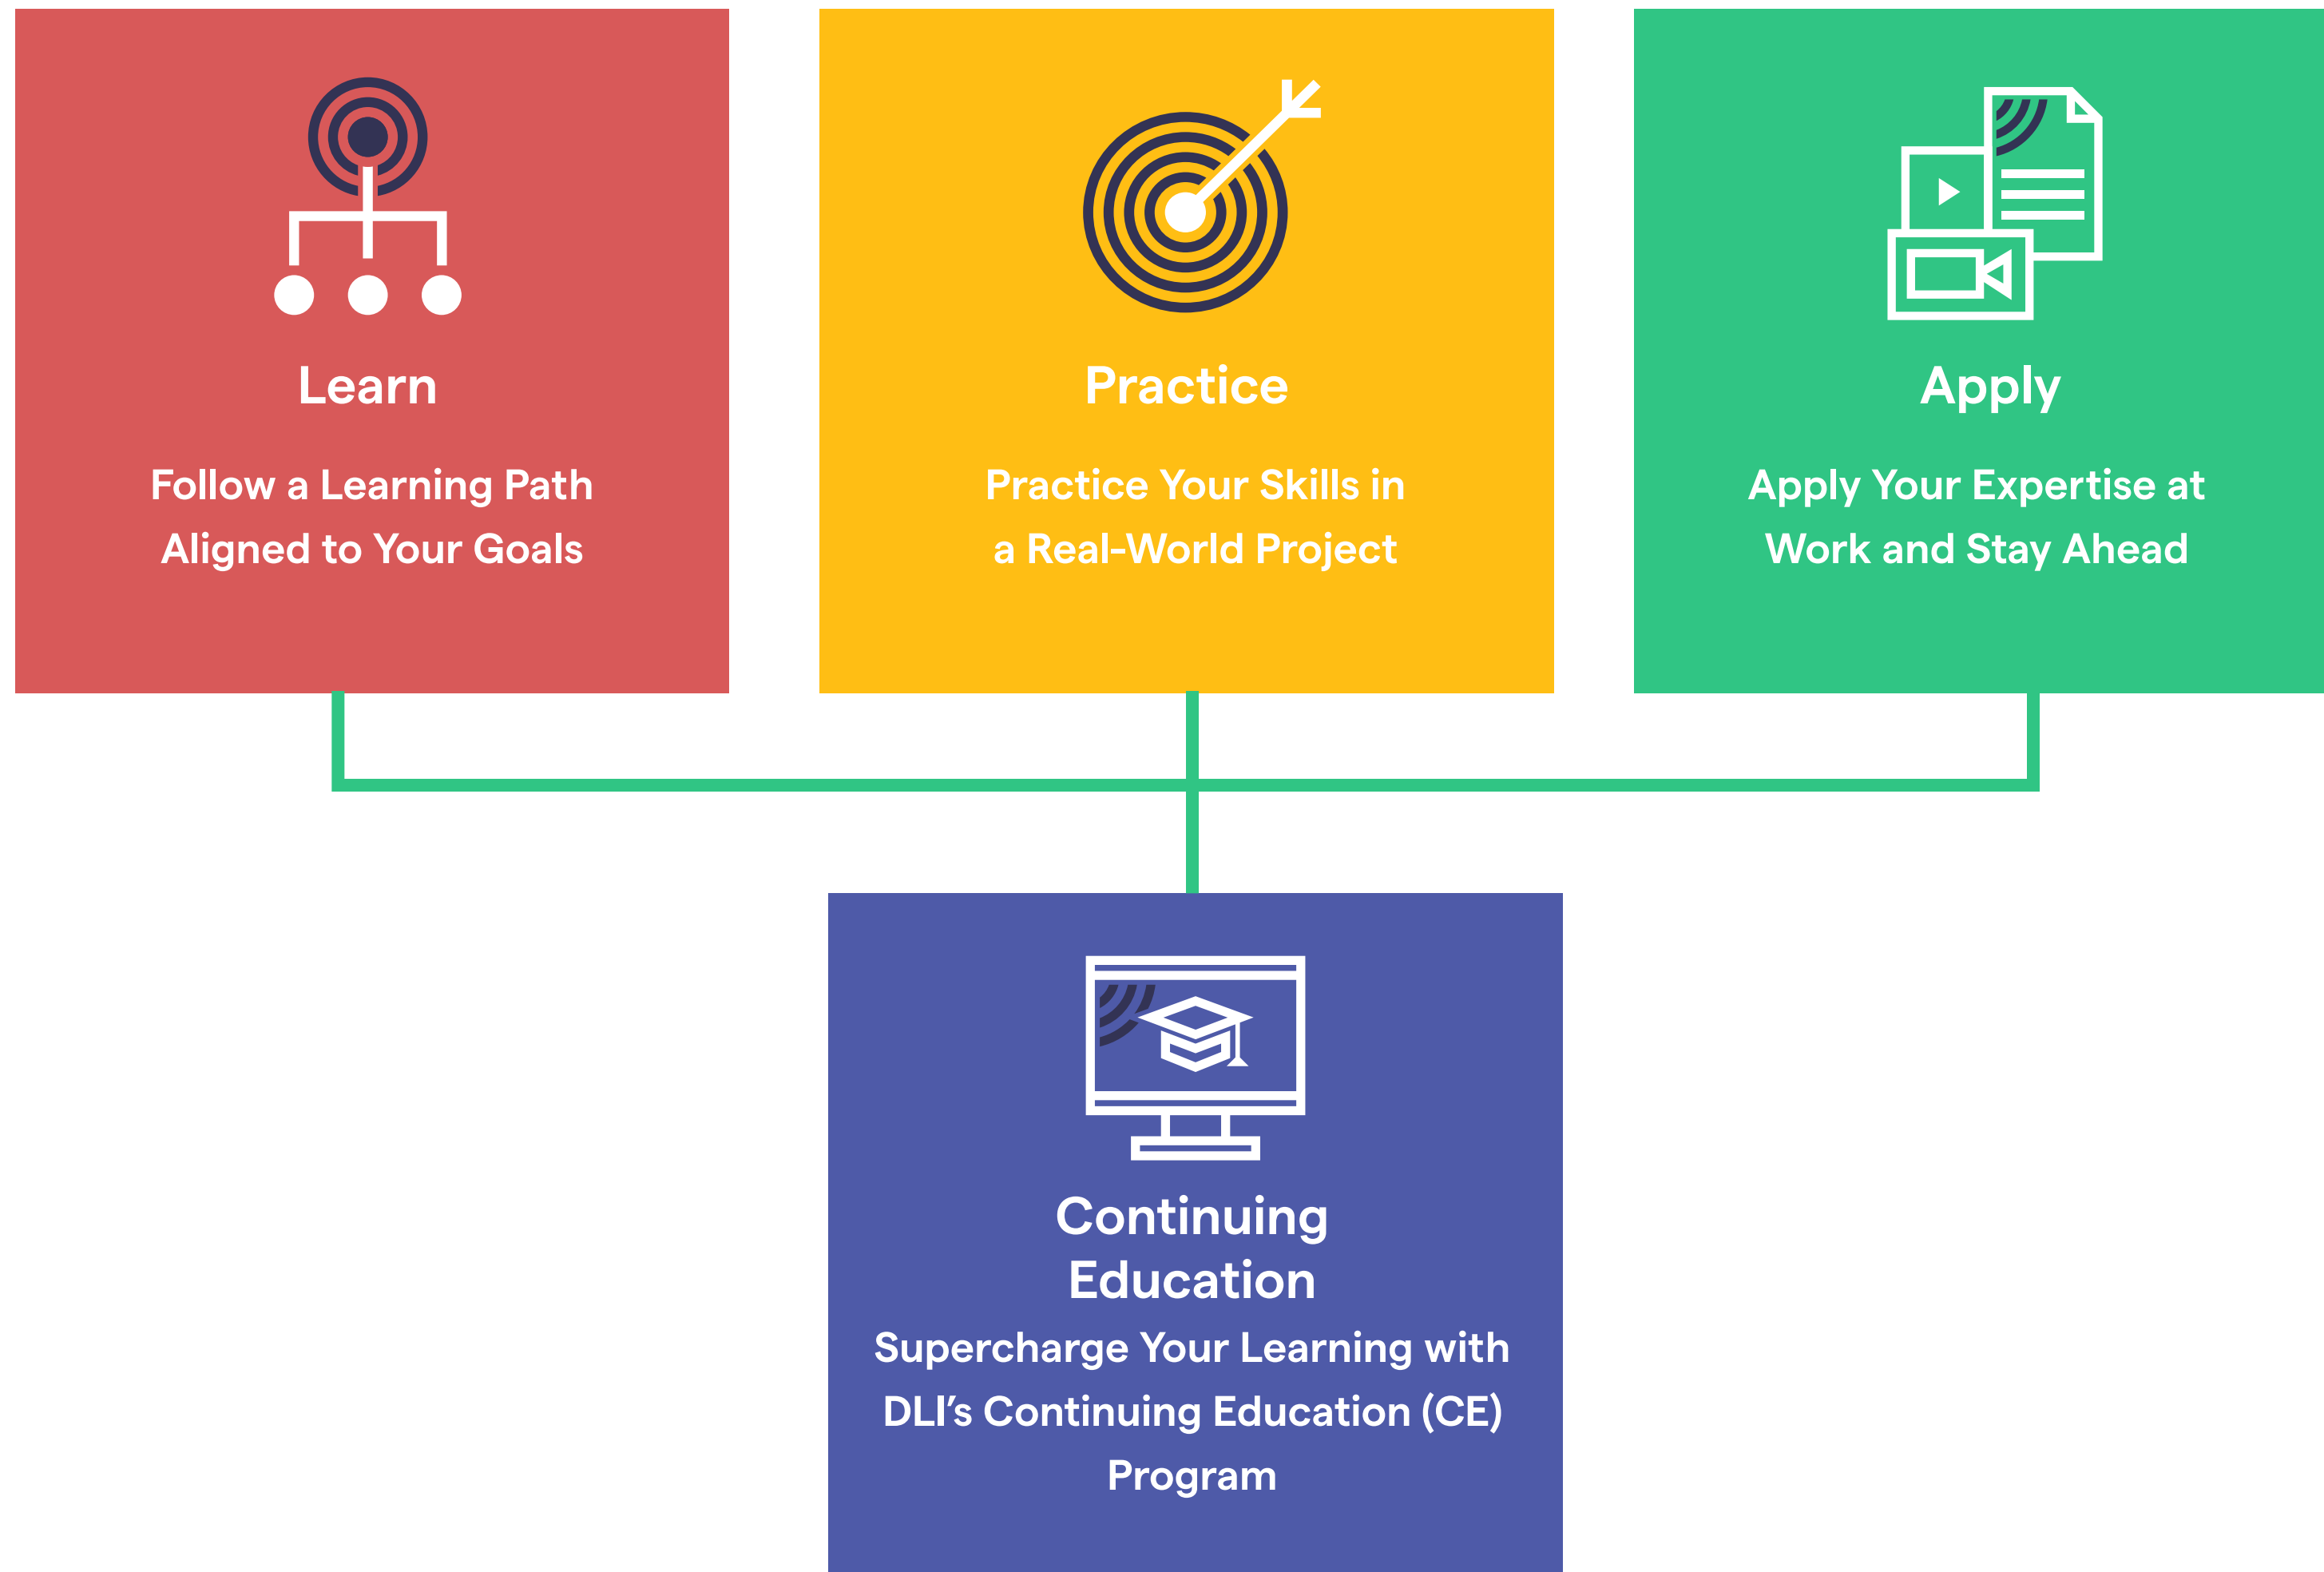 Learn
Follow a Learning Path
Aligned to Your Goals
Practice
Practice Your Skills in
a Real-World Project
Apply
Apply Your Expertise at
Work and Stay Ahead
Continuing
Education
Supercharge Your Learning with
DLI’s Continuing Education (CE)
Program